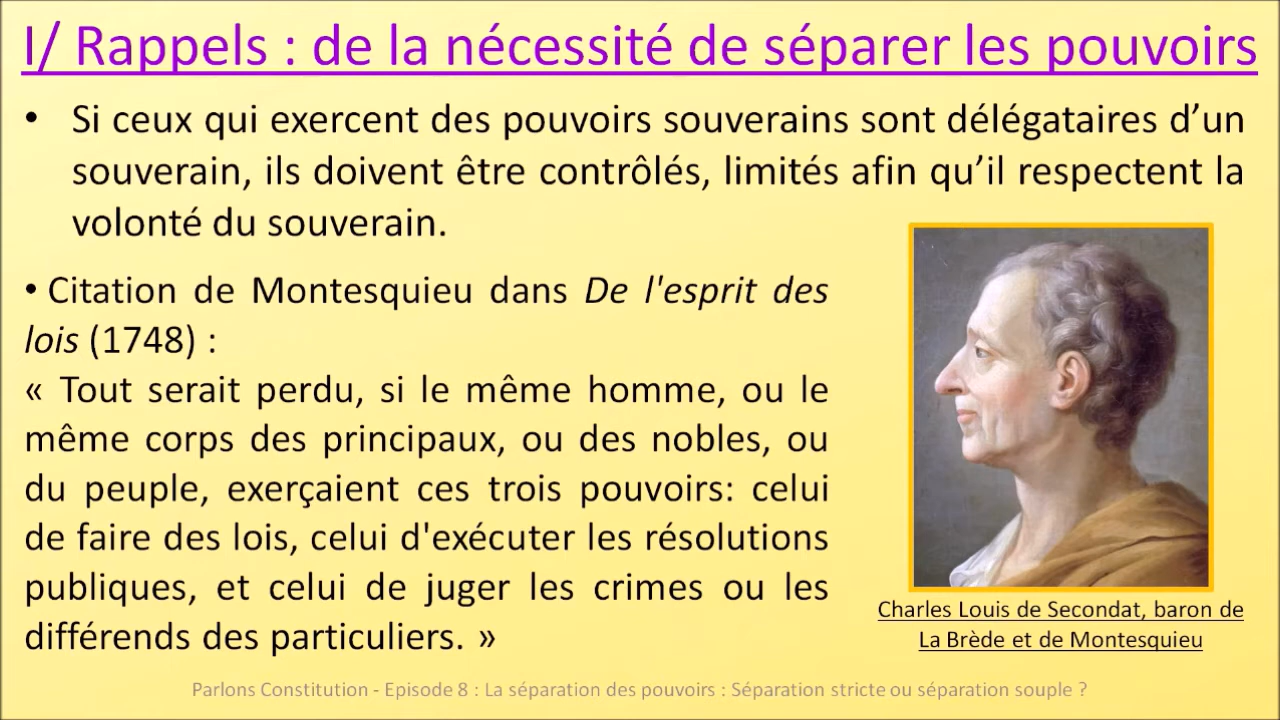 I/ Rappels : de la nécessité de séparer les pouvoirs
• Si ceux qui exercent des pouvoirs souverains sont délégataires d’un
souverain, ils doivent être contrôlés, limités afin qu’il respectent la
volonté du souverain.
• Citation de Montesquieu dans De l'esprit des
lois (1748) :
« Tout serait perdu, si le même homme, ou le
même corps des principaux, ou des nobles, ou
du peuple, exerçaient ces trois pouvoirs: celui
de faire des lois, celui d'exécuter les résolutions
publiques, et celui de juger les crimes ou les
différends des particuliers. »
Charles Louis de Secondat, baron de
La Brède et de Montesquieu
Parlons Constitution - Episode 8 : La séparation des pouvoirs : Séparation stricte ou séparation souple ?